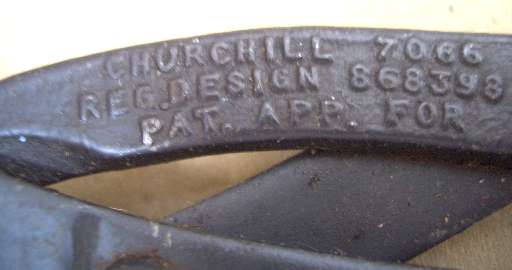 CHURCHILL 7066
REG. DESIGN 868398
PAT. APP. FOR